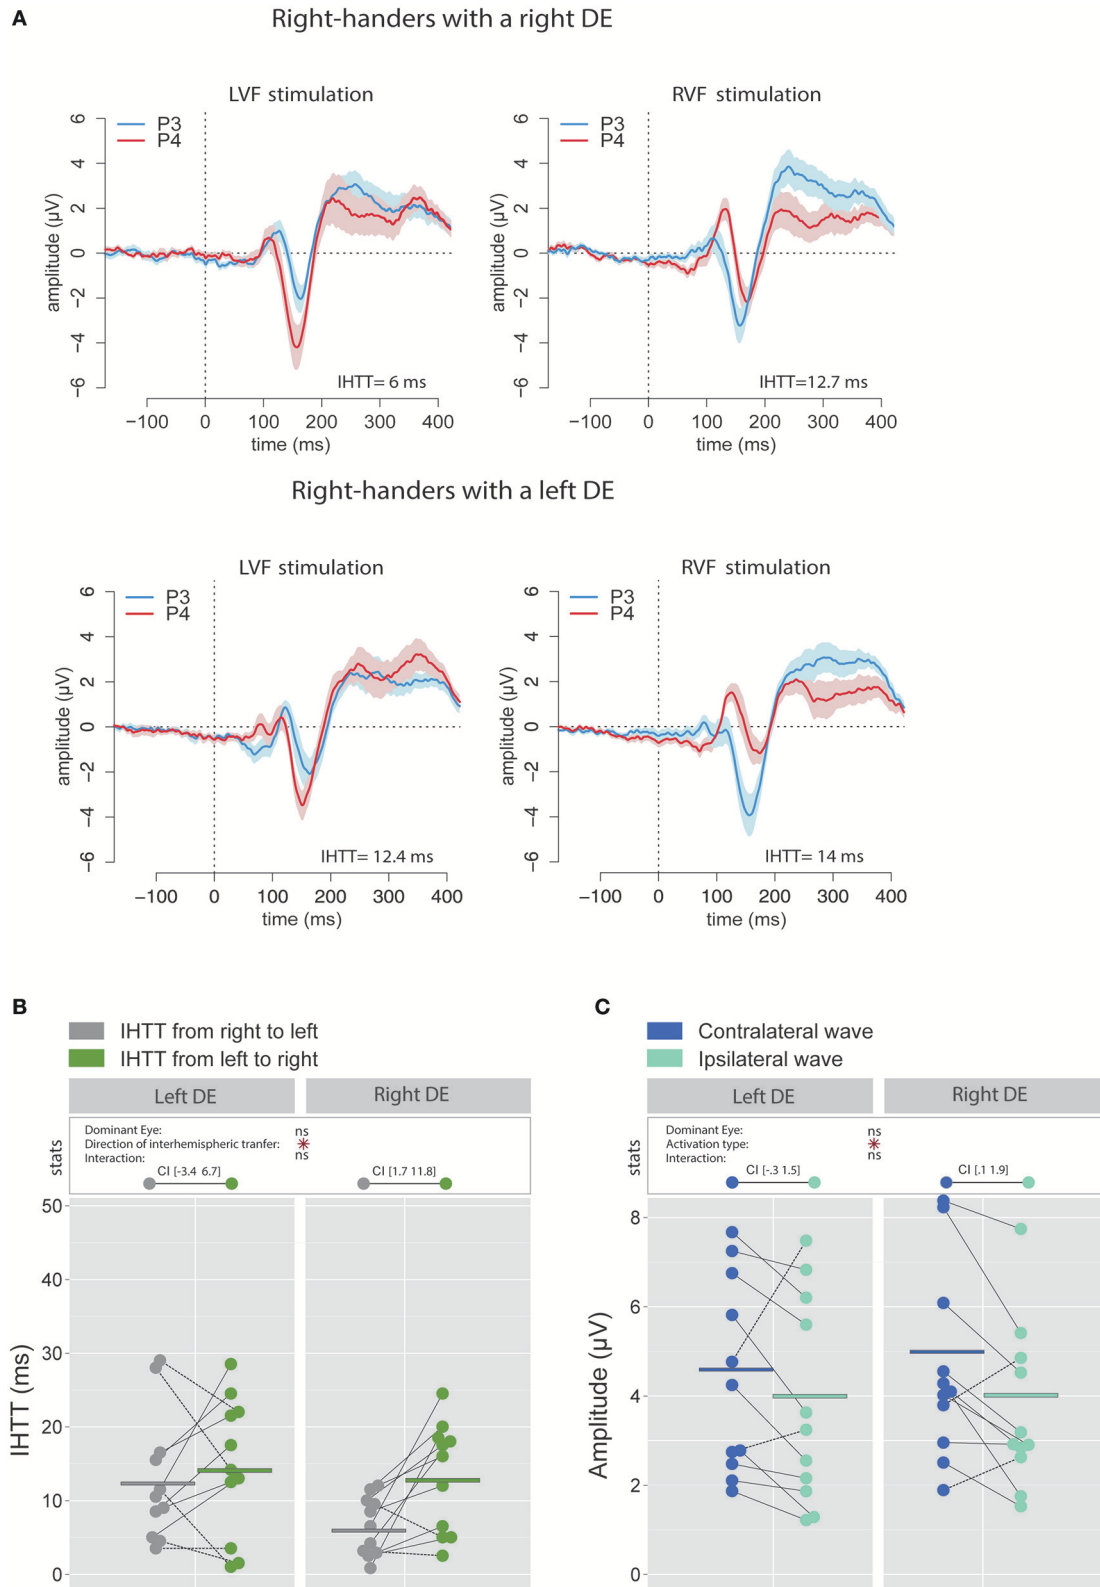 A
Right-handers with a right DE
LVF stimulation
RVF stimulation
P3
P4
P3
P4
6
4
2
0
−2
−4
−6
amplitude (µV)
6
4
2
0
−2
−4
−6
amplitude (µV)
IHTT= 6 ms
IHTT=12.7 ms
−100 0 100 200 300 400
time (ms)
−100 0 100 200 300 400
time (ms)
Right-handers with a left DE
LVF stimulation
RVF stimulation
P3
P4
P3
P4
6
4
2
0
−2
−4
−6
amplitude (µV)
6
4
2
0
−2
−4
−6
amplitude (µV)
IHTT= 12.4 ms
IHTT= 14 ms
−100 0 100 200 300 400
time (ms)
−100 0 100 200 300 400
time (ms)
B
IHTT from right to left
IHTT from left to right
Left DE
Right DE
stats
Dominant Eye: ns
Direction of interhemispheric tranfer: *
Interaction: ns
CI [-3.4 6.7]
CI [1.7 11.8]
50
40
30
20
10
0
IHTT (ms)
C
Contralateral wave
Ipsilateral wave
Left DE
Right DE
stats
Dominant Eye: ns
Activation type: *
Interaction: ns
CI [-.3 1.5]
CI [.1 1.9]
8
6
4
2
0
Amplitude (µV)